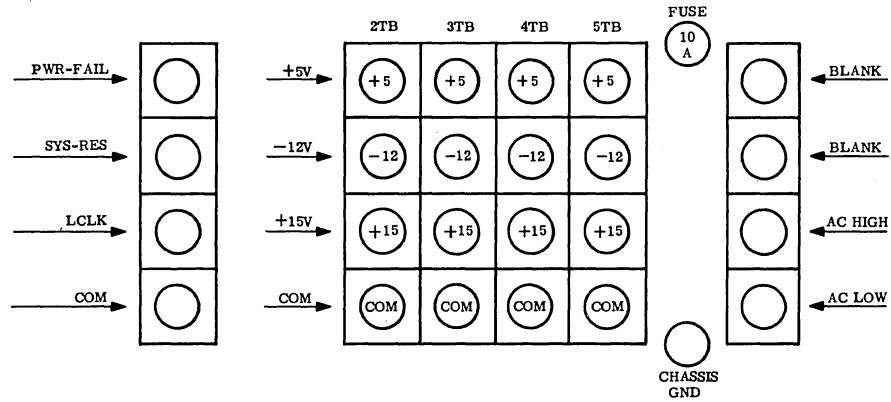 FUSE
2TB 3TB 4TB 5TB
10
A
PWR-FAIL +5V +5 +5 +5 +5 BLANK
SYS-RES -12V -12 -12 -12 -12 BLANK
LCLK +15V +15 +15 +15 +15 AC HIGH
COM COM COM COM COM COM AC LOW
CHASSIS
GND